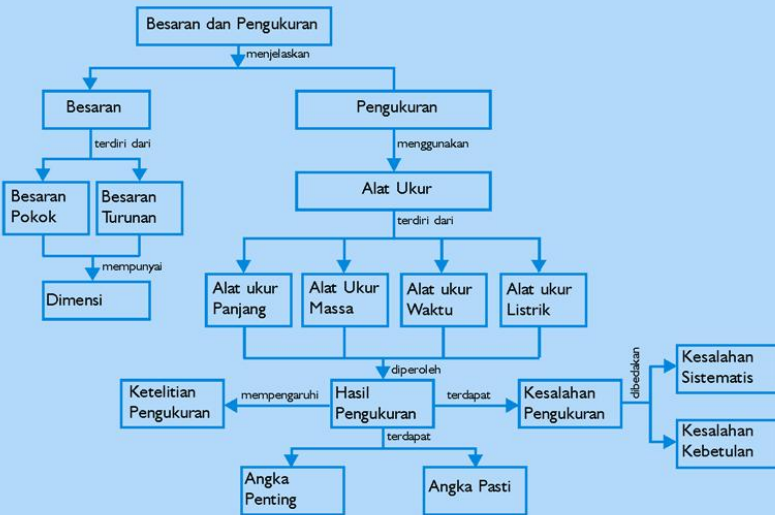 Besaran dan Pengukuran
menjelaskan
Besaran
Pengukuran
terdiri dari
menggunakan
Besaran
Pokok
Besaran
Turunan
Alat Ukur
mempunyai
terdiri dari
Dimensi
Alat ukur
Panjang
Alat Ukur
Massa
Alat ukur
Waktu
Alat ukur
Listrik
diperoleh
Ketelitian
Pengukuran
mempengaruhi
Hasil
Pengukuran
terdapat
Kesalahan
Pengukuran
dibedakan
Kesalahan
Sistematis
Kesalahan
Kebetulan
terdapat
Angka
Penting
Angka Pasti